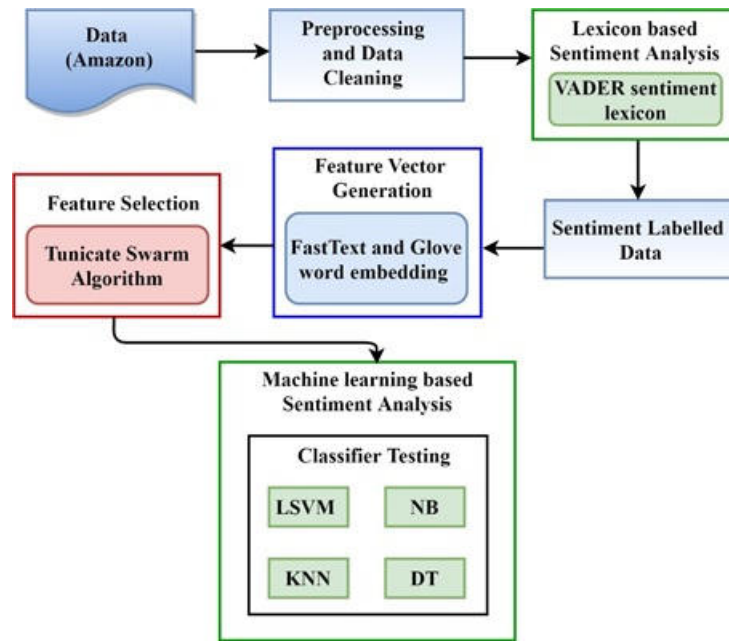 Data
(Amazon)
Preprocessing
and Data
Cleaning
Lexicon based
Sentiment Analysis
VADER sentiment
lexicon
Sentiment Labelled
Data
Feature Vector
Generation
FastText and Glove
word embedding
Feature Selection
Tunicate Swarm
Algorithm
Machine learning based
Sentiment Analysis
Classifier Testing
LSVM
NB
KNN
DT